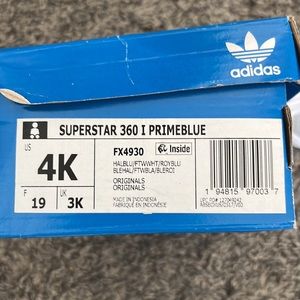 adidas
SUPERSTAR 360 I PRIMEBLUE
US
4K
F
19
UK
3K
FX4930
Inside
HALBLU/FTWWHT/ROYBLU
BLEHAL/FTWBLA/BLEROI
ORIGINALS
ORIGINALS
MADE IN INDONESIA
FABRIQUÉ EN INDONÉSIE
1 94815 97003 7